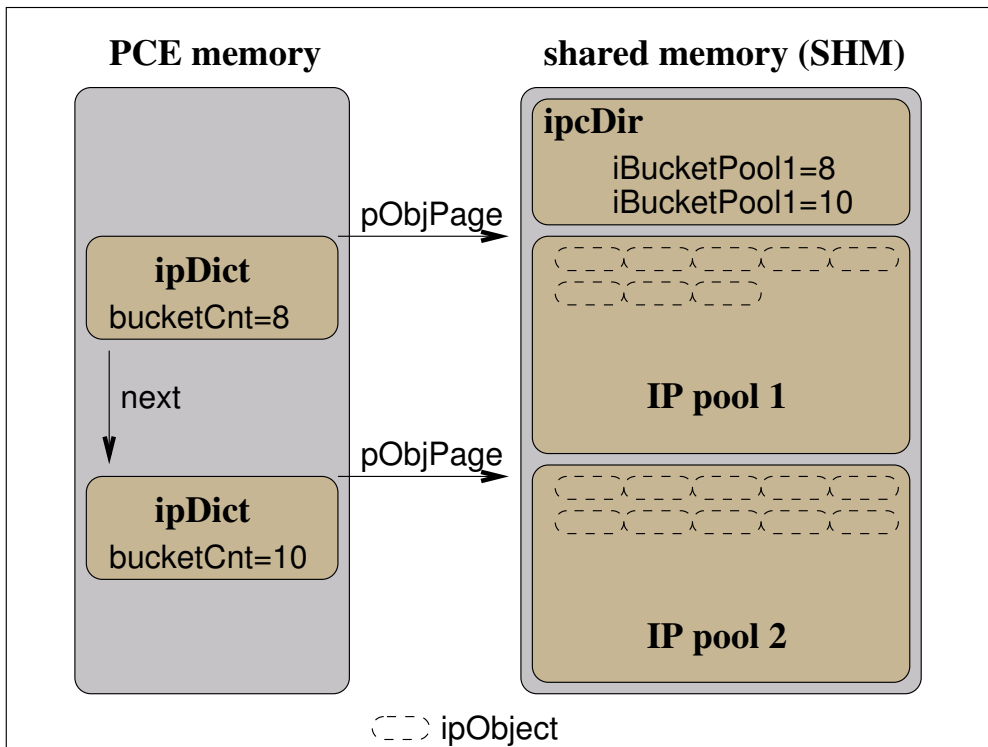 PCE memory
shared memory (SHM)
ipcDir
iBucketPool1=8
iBucketPool1=10
pObjPage
ipDict
bucketCnt=8
IP pool 1
next
pObjPage
ipDict
bucketCnt=10
IP pool 2
ipObject